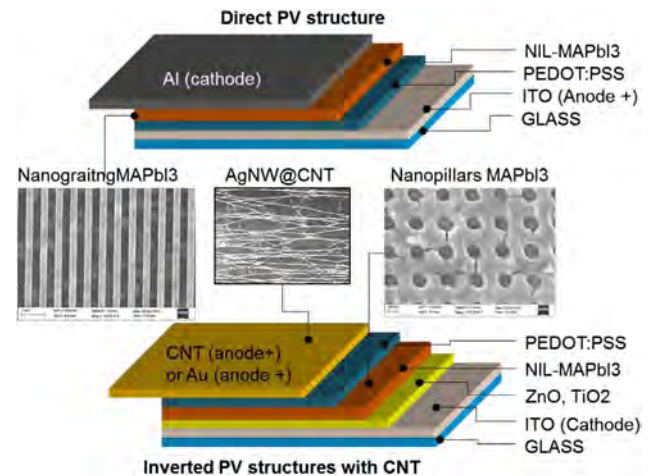 Direct PV structure
NIL-MAPbI3
PEDOT:PSS
Al (cathode)
ITO (Anode +)
GLASS
NanograitngMAPbI3
AgNW@CNT
Nanopillars MAPbI3
CNT (anode+)
or Au (anode +)
PEDOT:PSS
NIL-MAPbI3
ZnO, TiO2
ITO (Cathode)
GLASS
Inverted PV structures with CNT